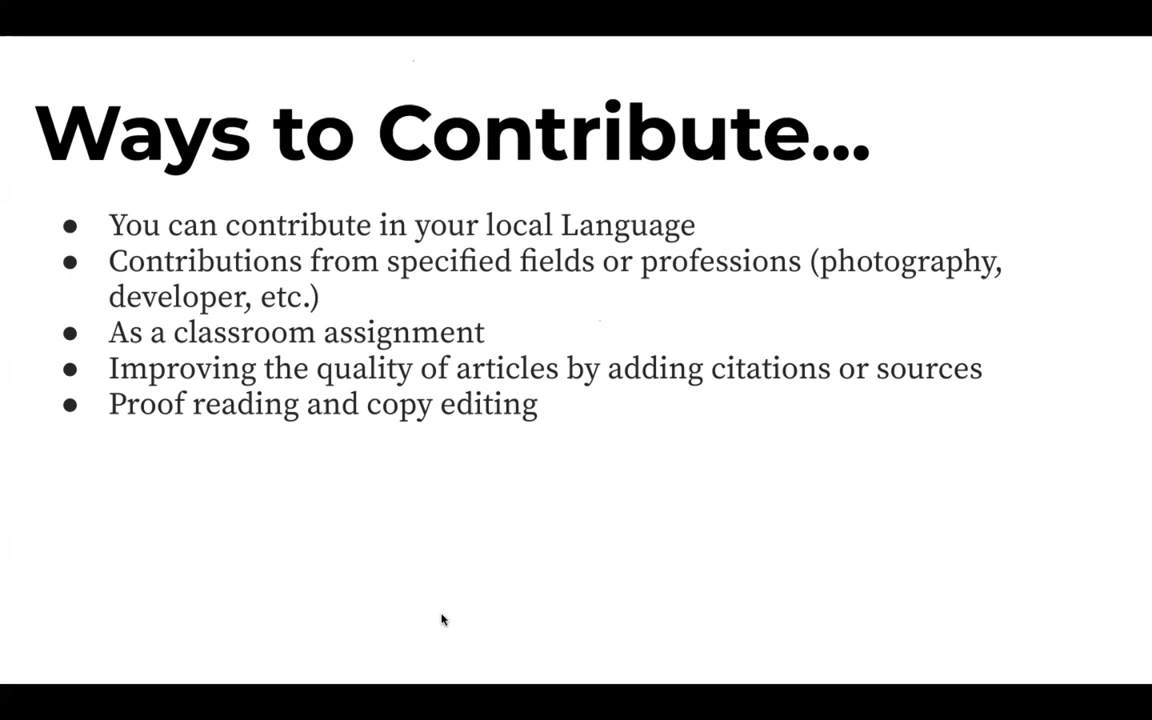 Ways to Contribute...
● You can contribute in your local Language
● Contributions from specified fields or professions (photography,
developer, etc.)
● As a classroom assignment
● Improving the quality of articles by adding citations or sources
● Proof reading and copy editing